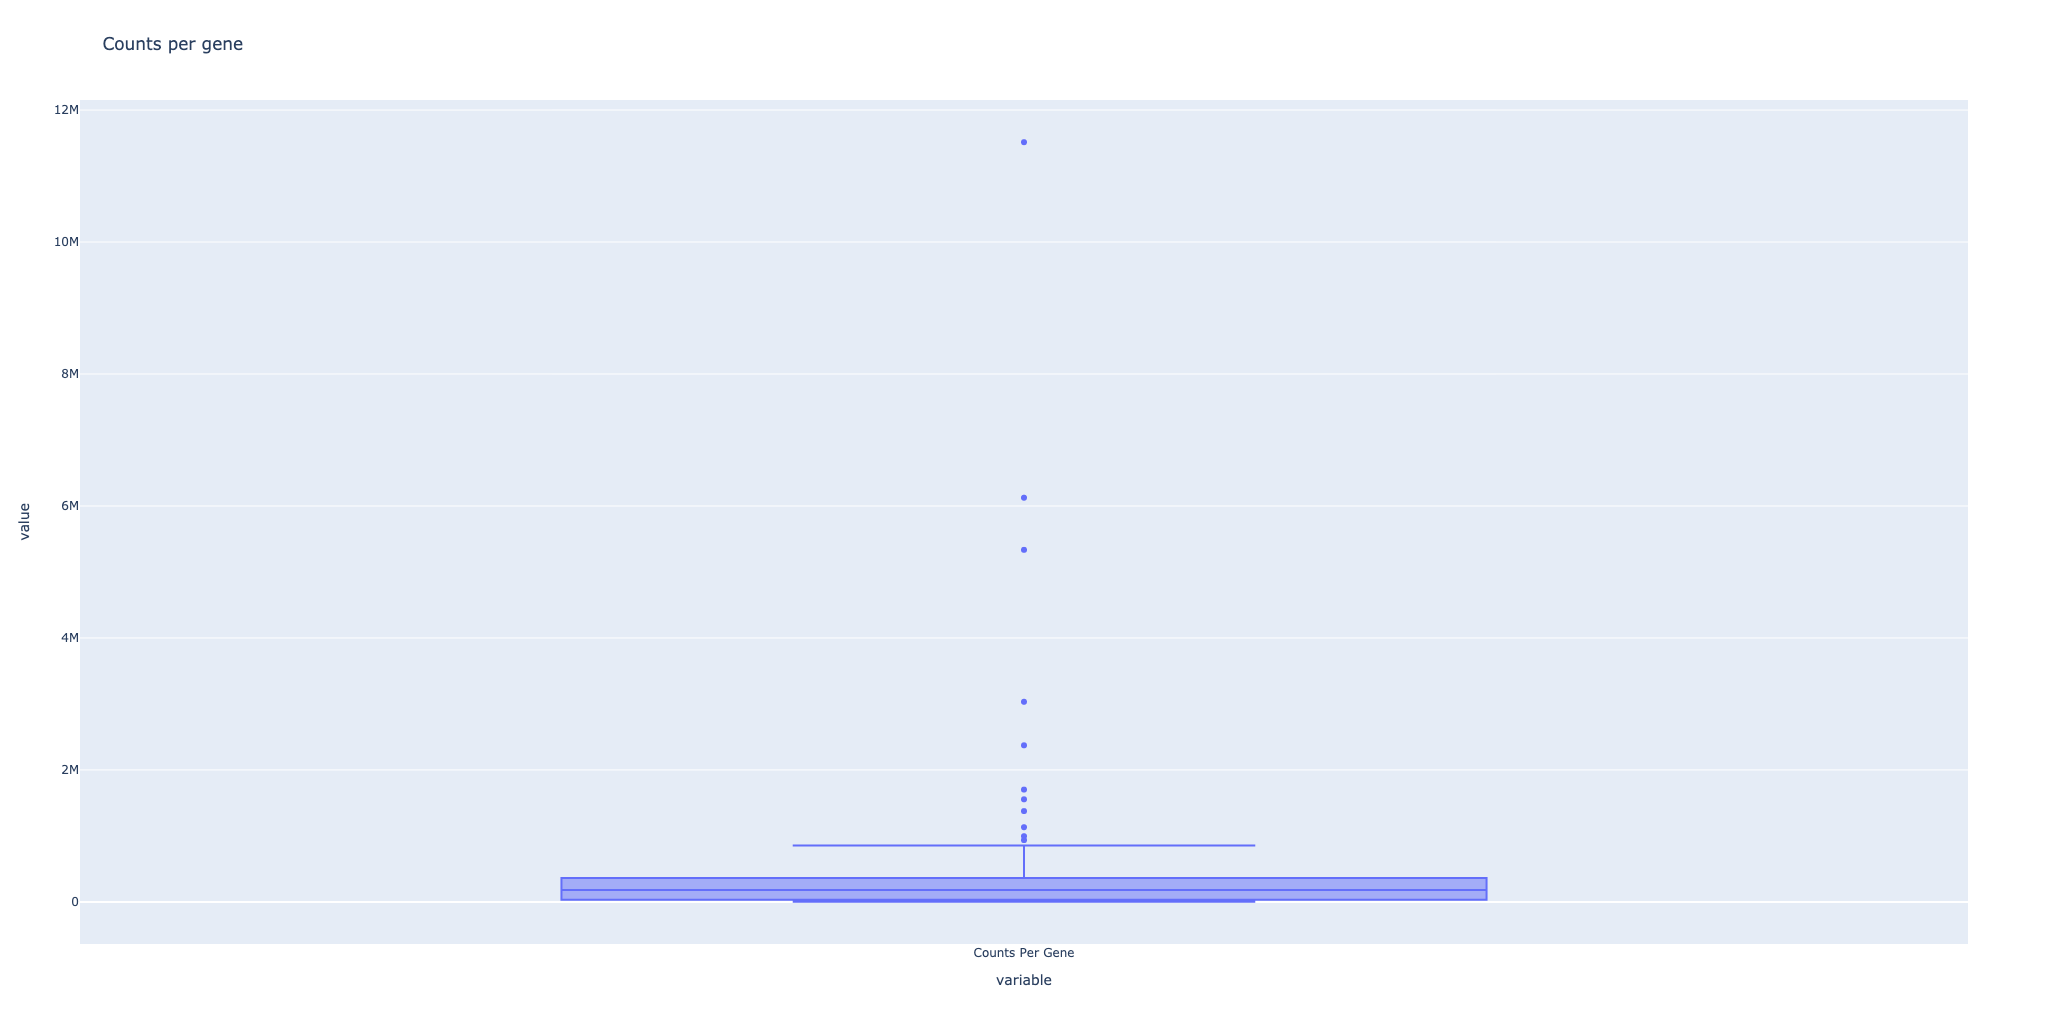 Counts per gene
12M
10M
8M
6M
4M
2M
0
value
Counts Per Gene
variable